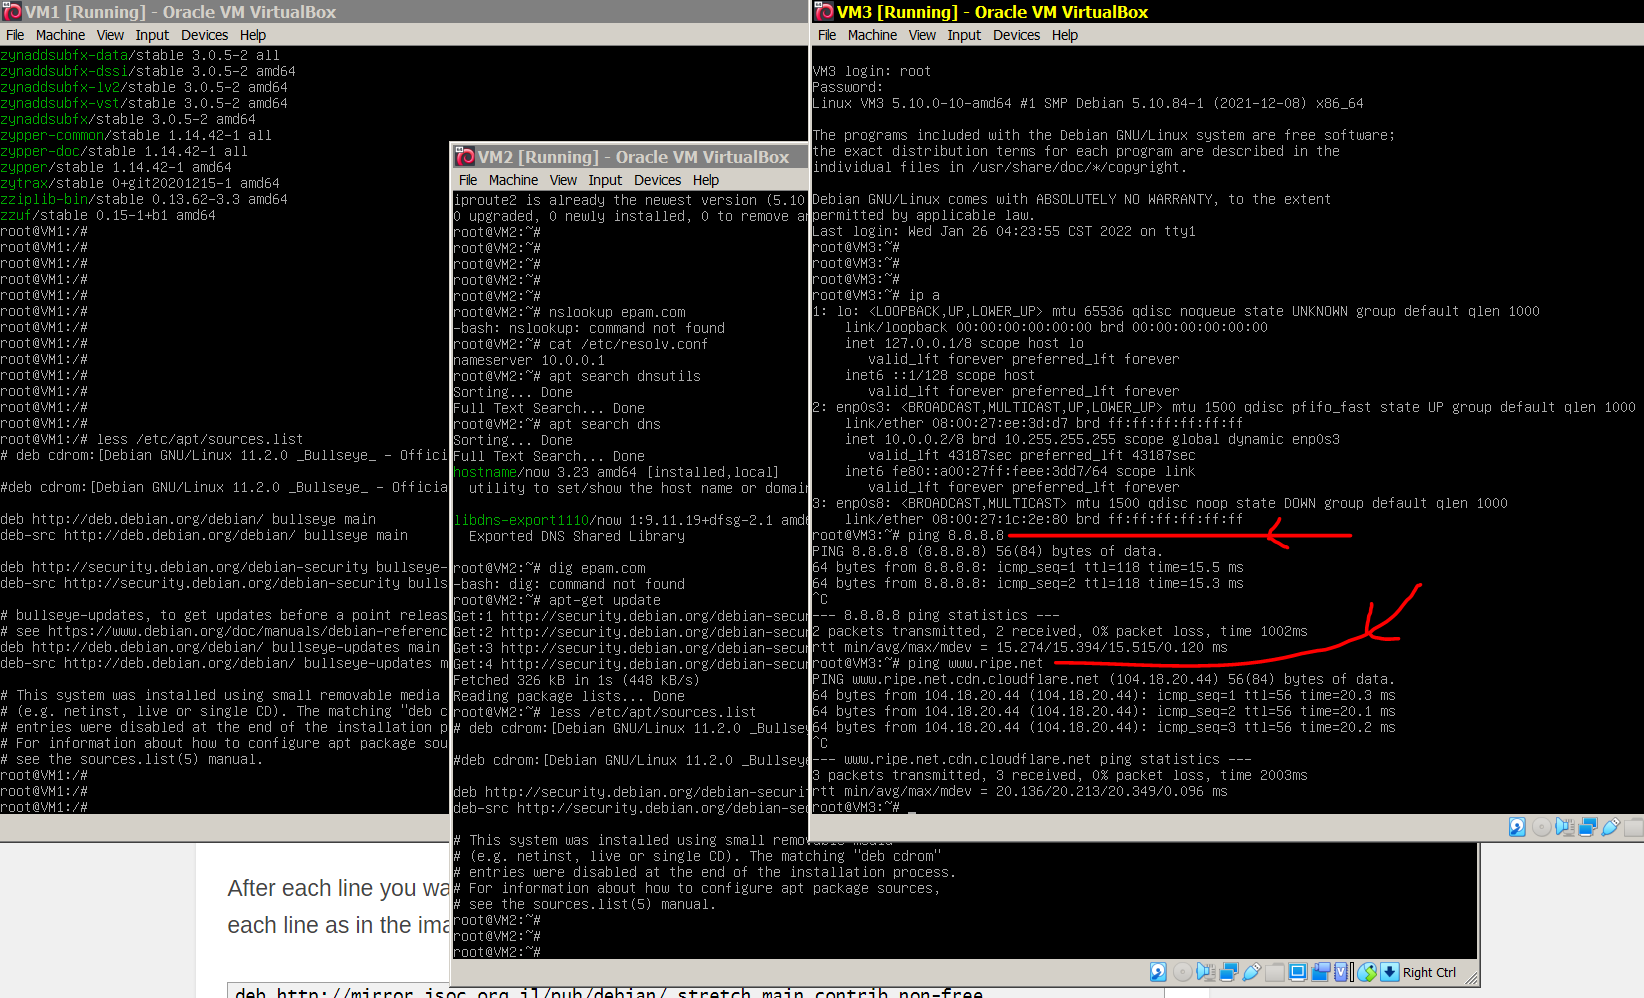 VM1 [Running] - Oracle VM VirtualBox
File Machine View Input Devices Help
zynaddsubfx-data/stable 3.0.5-2 all
zynaddsubfx-dssi/stable 3.0.5-2 amd64
zynaddsubfx-lv2/stable 3.0.5-2 amd64
zynaddsubfx-vst/stable 3.0.5-2 amd64
zynaddsubfx/stable 3.0.5-2 amd64
zypper-common/stable 1.14.42-1 all
zypper-doc/stable 1.14.42-1 all
zypper/stable 1.14.42-1 amd64
zytrax/stable 0+git20201215-1 amd64
zziplib-bin/stable 0.13.62-3.3 amd64
zzuf/stable 0.15-1+b1 amd64
root@VM1:/#
root@VM1:/#
root@VM1:/#
root@VM1:/#
root@VM1:/#
root@VM1:/#
root@VM1:/#
root@VM1:/#
root@VM1:/#
root@VM1:/#
root@VM1:/#
root@VM1:/#
root@VM1:/#
root@VM1:/# less /etc/apt/sources.list
# deb cdrom:[Debian GNU/Linux 11.2.0 _Bullseye_ - Offici
#deb cdrom:[Debian GNU/Linux 11.2.0 _Bullseye_ - Official
deb http://deb.debian.org/debian/ bullseye main
deb-src http://deb.debian.org/debian/ bullseye main
deb http://security.debian.org/debian-security bullseye-
deb-src http://security.debian.org/debian-security bulls
# bullseye-updates, to get updates before a point releas
# see https://www.debian.org/doc/manuals/debian-referenc
deb http://deb.debian.org/debian/ bullseye-updates main
deb-src http://deb.debian.org/debian/ bullseye-updates m
# This system was installed using small removable media
# (e.g. netinst, live or single CD). The matching "deb c
# entries were disabled at the end of the installation p
# For information about how to configure apt package sou
# see the sources.list(5) manual.
root@VM1:/#
root@VM1:/#
root@VM1:/#
VM2 [Running] - Oracle VM VirtualBox
File Machine View Input Devices Help
iproute2 is already the newest version (5.10
0 upgraded, 0 newly installed, 0 to remove an
root@VM2:~#
root@VM2:~#
root@VM2:~#
root@VM2:~#
root@VM2:~#
root@VM2:~# nslookup epam.com
-bash: nslookup: command not found
root@VM2:~# cat /etc/resolv.conf
nameserver 10.0.0.1
root@VM2:~# apt search dnsutils
Sorting... Done
Full Text Search... Done
root@VM2:~# apt search dns
Sorting... Done
Full Text Search... Done
hostname/now 3.23 amd64 [installed,local]
utility to set/show the host name or domain
libdns-export1110/now 1:9.11.19+dfsg-2.1 amd6
Exported DNS Shared Library
root@VM2:~# dig epam.com
-bash: dig: command not found
root@VM2:~# apt-get update
Get:1 http://security.debian.org/debian-secur
Get:2 http://security.debian.org/debian-secur
Get:3 http://security.debian.org/debian-secur
Get:4 http://security.debian.org/debian-secur
Fetched 326 kB in 1s (448 kB/s)
Reading package lists... Done
root@VM2:~# less /etc/apt/sources.list
# deb cdrom:[Debian GNU/Linux 11.2.0 _Bullsey
#deb cdrom:[Debian GNU/Linux 11.2.0 _Bullseye
deb http://security.debian.org/debian-securit
deb-src http://security.debian.org/debian-sec
# This system was installed using small removable media
# (e.g. netinst, live or single CD). The matching "deb cdrom"
# entries were disabled at the end of the installation process.
# For information about how to configure apt package sources,
# see the sources.list(5) manual.
root@VM2:~#
root@VM2:~#
root@VM2:~#
Right Ctrl
VM3 [Running] - Oracle VM VirtualBox
File Machine View Input Devices Help
VM3 login: root
Password:
Linux VM3 5.10.0-10-amd64 #1 SMP Debian 5.10.84-1 (2021-12-08) x86_64
The programs included with the Debian GNU/Linux system are free software;
the exact distribution terms for each program are described in the
individual files in /usr/share/doc/*/copyright.
Debian GNU/Linux comes with ABSOLUTELY NO WARRANTY, to the extent
permitted by applicable law.
Last login: Wed Jan 26 04:23:55 CST 2022 on tty1
root@VM3:~#
root@VM3:~#
root@VM3:~#
root@VM3:~# ip a
1: lo: <LOOPBACK,UP,LOWER_UP> mtu 65536 qdisc noqueue state UNKNOWN group default qlen 1000
link/loopback 00:00:00:00:00:00 brd 00:00:00:00:00:00
inet 127.0.0.1/8 scope host lo
valid_lft forever preferred_lft forever
inet6 ::1/128 scope host
valid_lft forever preferred_lft forever
2: enp0s3: <BROADCAST,MULTICAST,UP,LOWER_UP> mtu 1500 qdisc pfifo_fast state UP group default qlen 1000
link/ether 08:00:27:ee:3d:d7 brd ff:ff:ff:ff:ff:ff
inet 10.0.0.2/8 brd 10.255.255.255 scope global dynamic enp0s3
valid_lft 43187sec preferred_lft 43187sec
inet6 fe80::a00:27ff:feee:3dd7/64 scope link
valid_lft forever preferred_lft forever
3: enp0s8: <BROADCAST,MULTICAST> mtu 1500 qdisc noop state DOWN group default qlen 1000
link/ether 08:00:27:1c:2e:80 brd ff:ff:ff:ff:ff:ff
root@VM3:~# ping 8.8.8.8
PING 8.8.8.8 (8.8.8.8) 56(84) bytes of data.
64 bytes from 8.8.8.8: icmp_seq=1 ttl=118 time=15.5 ms
64 bytes from 8.8.8.8: icmp_seq=2 ttl=118 time=15.3 ms
^C
--- 8.8.8.8 ping statistics ---
2 packets transmitted, 2 received, 0% packet loss, time 1002ms
rtt min/avg/max/mdev = 15.274/15.394/15.515/0.120 ms
root@VM3:~# ping www.ripe.net
PING www.ripe.net.cdn.cloudflare.net (104.18.20.44) 56(84) bytes of data.
64 bytes from 104.18.20.44 (104.18.20.44): icmp_seq=1 ttl=56 time=20.3 ms
64 bytes from 104.18.20.44 (104.18.20.44): icmp_seq=2 ttl=56 time=20.1 ms
64 bytes from 104.18.20.44 (104.18.20.44): icmp_seq=3 ttl=56 time=20.2 ms
^C
--- www.ripe.net.cdn.cloudflare.net ping statistics ---
3 packets transmitted, 3 received, 0% packet loss, time 2003ms
rtt min/avg/max/mdev = 20.136/20.213/20.349/0.096 ms
root@VM3:~# _
After each line you wa
each line as in the ima
deb http://mirror.isoc.org.il/pub/debian/ stretch main contrib non-free